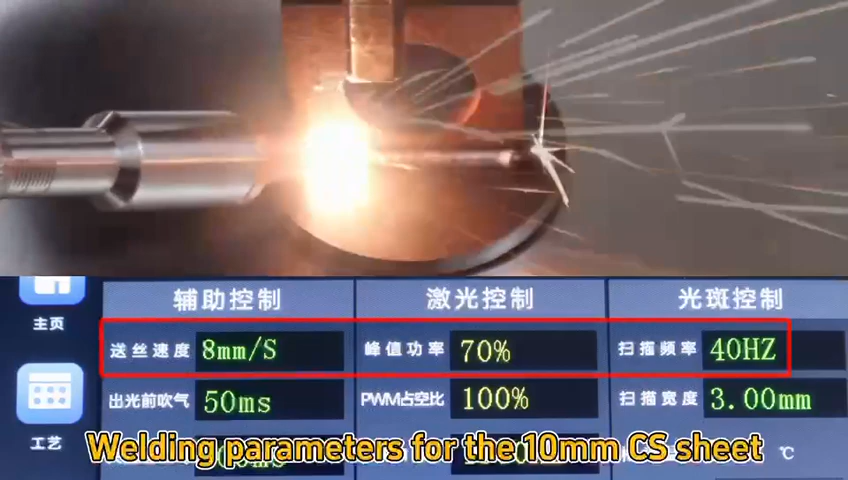 辅助控制 激光控制 光斑控制
主页
送丝速度 8mm/S 峰值功率 70% 扫描频率 40HZ
出光前吹气 50ms PWM占空比 100% 扫描宽度 3.00mm
工艺
Welding parameters for the 10mm CS sheet
℃